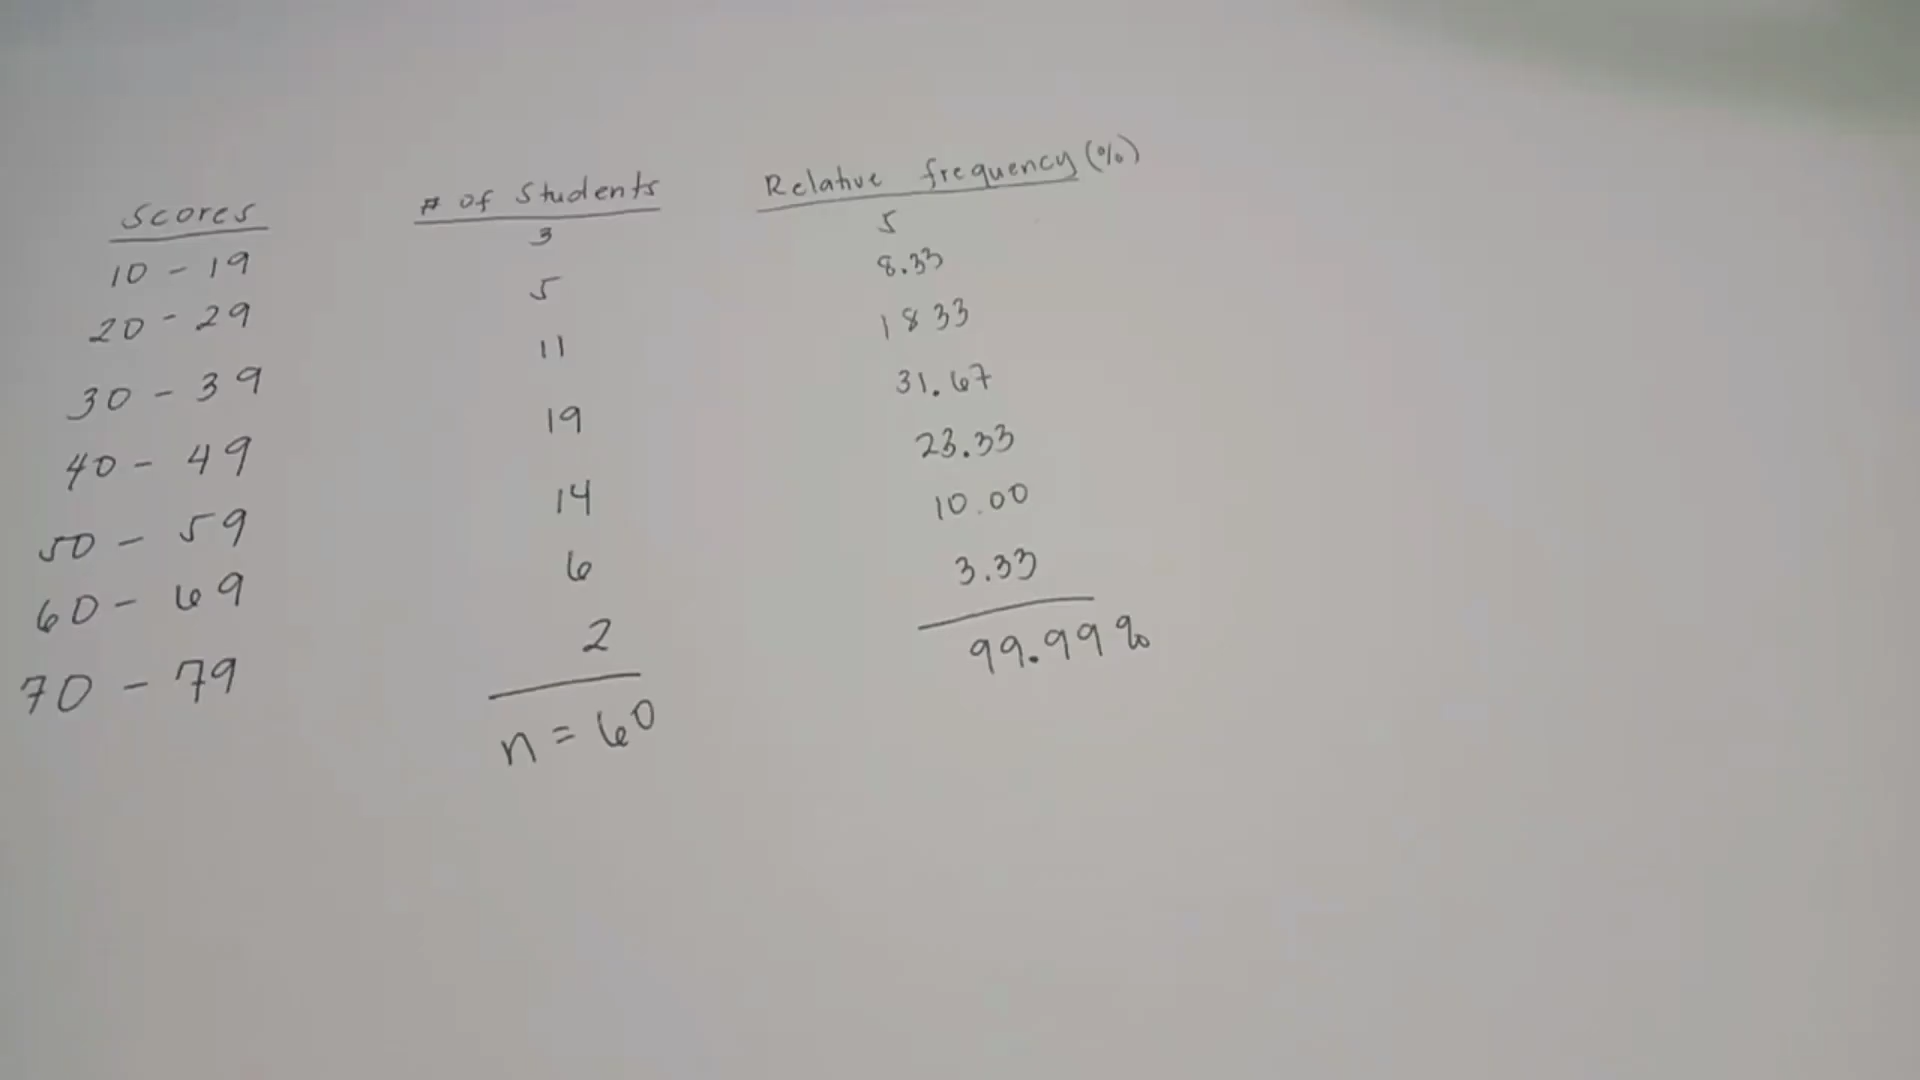 Scores # of Students Relative frequency (%)
10 - 19 3 5
20 - 29 5 8.33
30 - 39 11 18 33
40 - 49 19 31.67
50 - 59 14 23.33
60 - 69 6 10.00
70 - 79 2 3.33
n = 60 99.99%